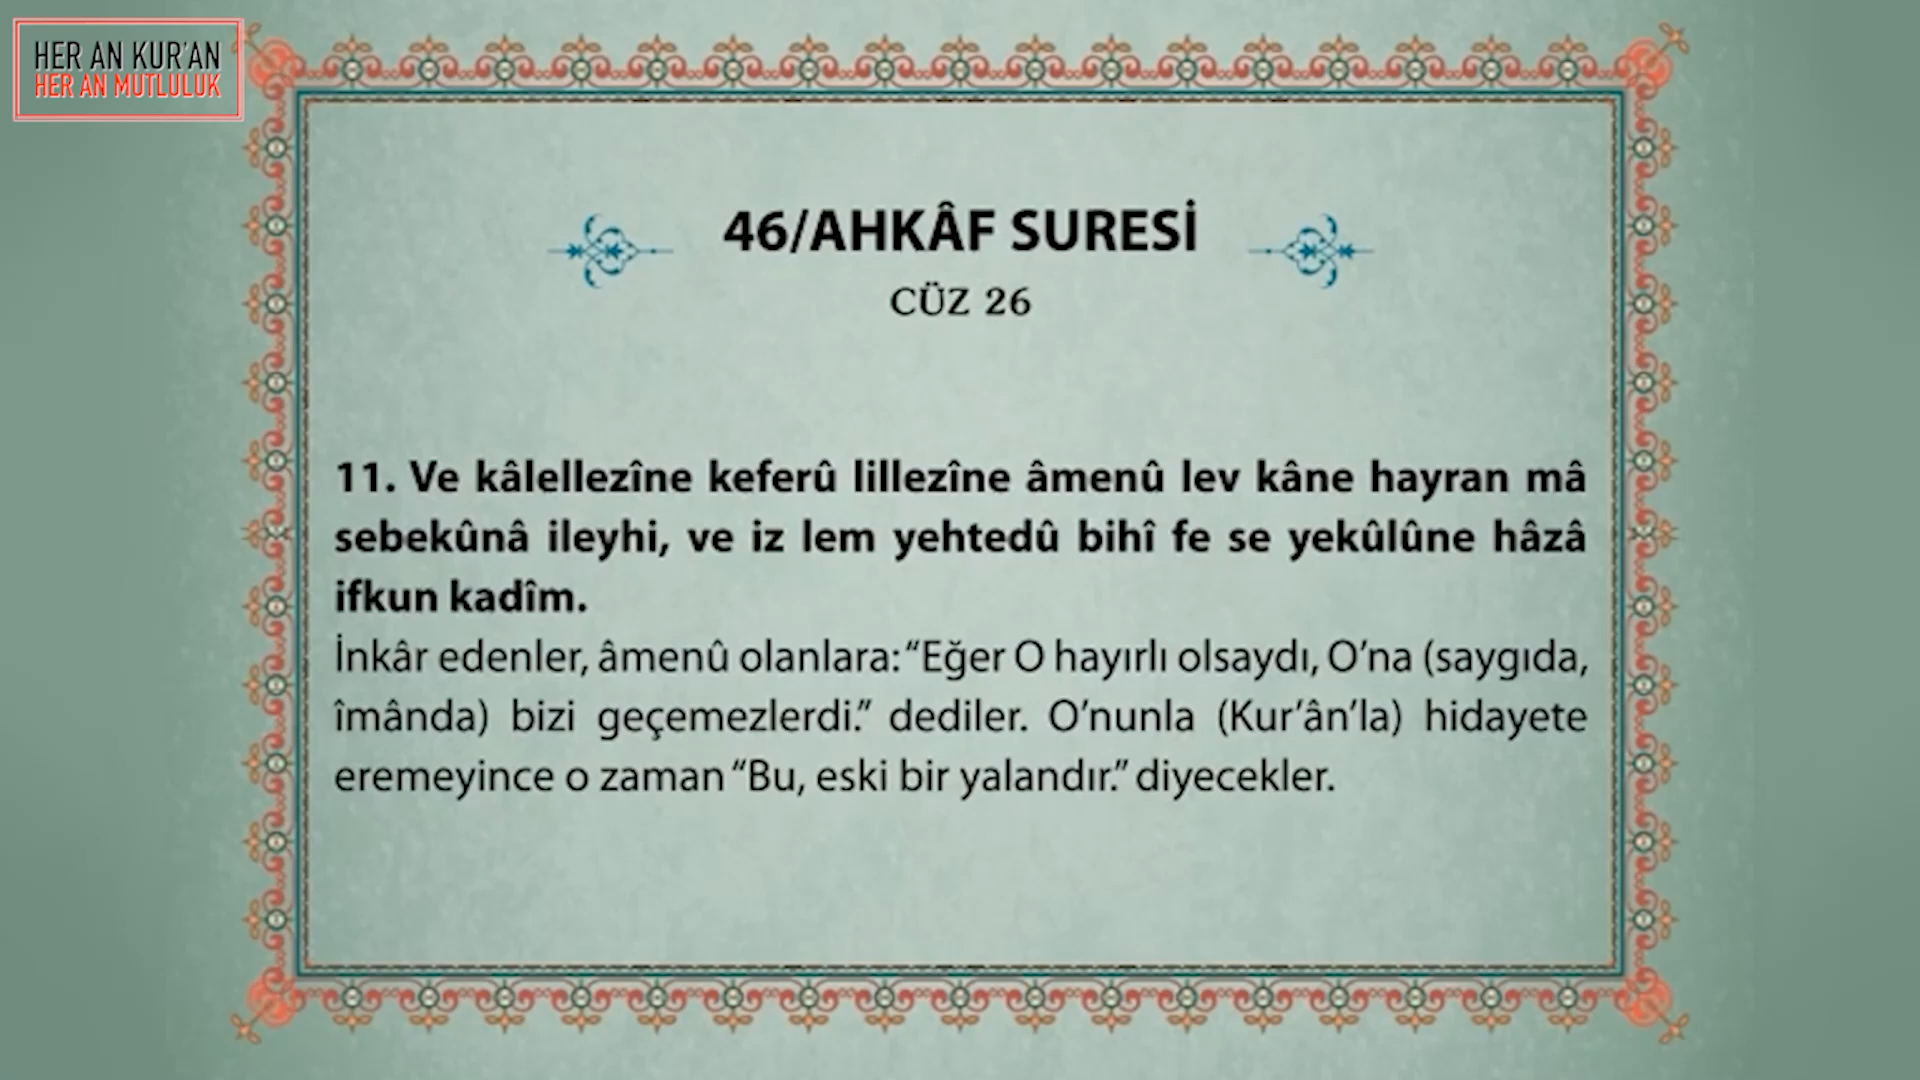 HER AN KUR'AN
HER AN MUTLULUK
46/AHKÂF SURESİ
CÜZ 26
11. Ve kâlellezîne keferû lillezîne âmenû lev kâne hayran mâ
sebekûnâ ileyhi, ve iz lem yehtedû bihî fe se yekûlûne hâzâ
ifkun kadîm.
İnkâr edenler, âmenû olanlara: “Eğer O hayırlı olsaydı, O’na (saygıda,
îmânda) bizi geçemezlerdi.” dediler. O’nunla (Kur’ân’la) hidayete
eremeyince o zaman “Bu, eski bir yalandır.” diyecekler.